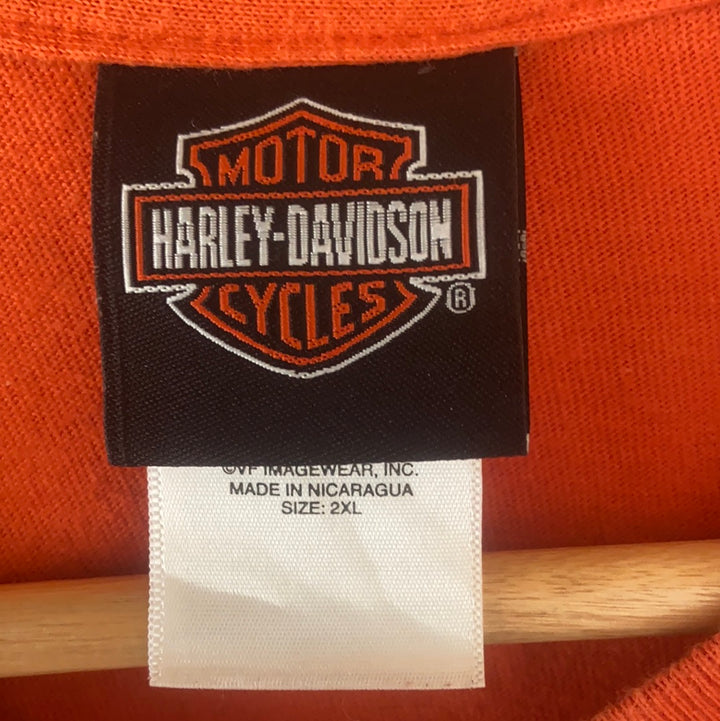 MOTOR
HARLEY-DAVIDSON
CYCLES
®
©VF IMAGEWEAR, INC.
MADE IN NICARAGUA
SIZE: 2XL